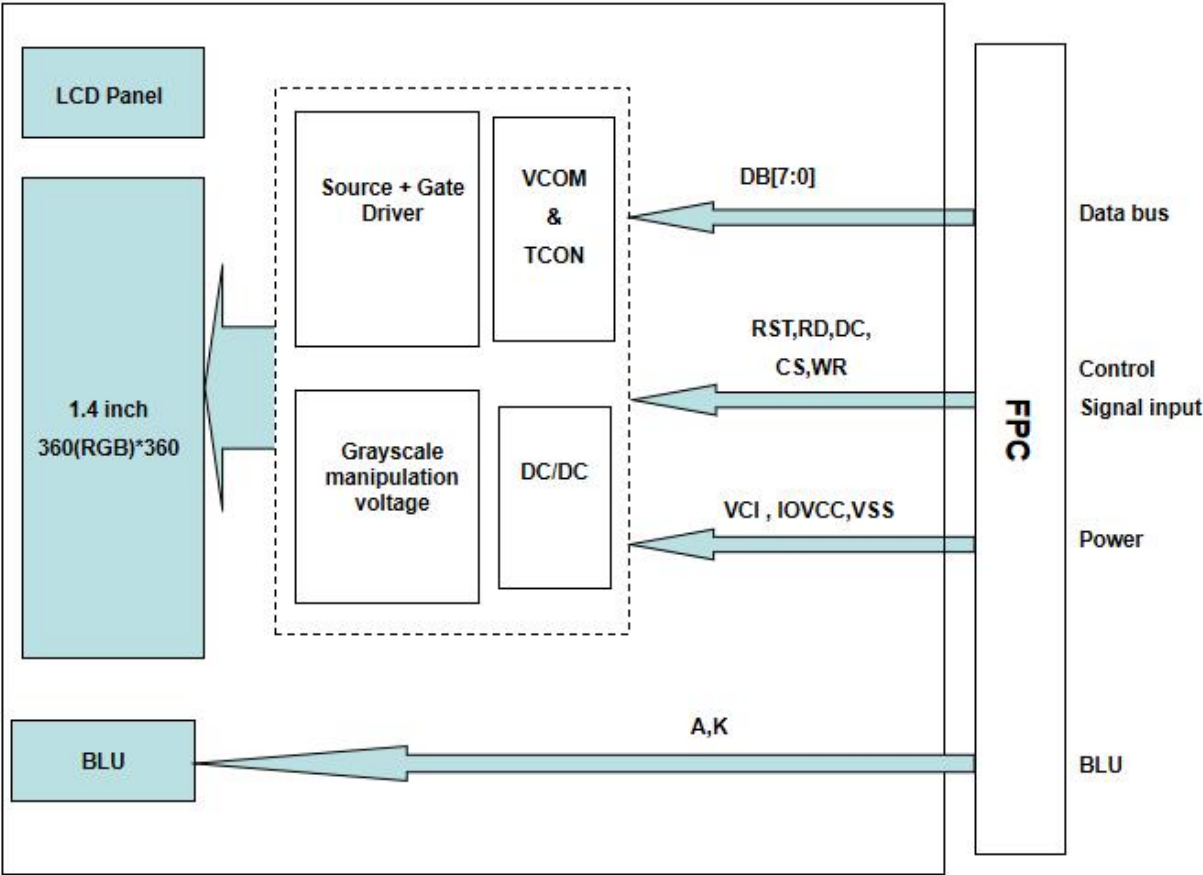 LCD Panel
1.4 inch
360(RGB)*360
BLU
Source + Gate
Driver
VCOM
&
TCON
Grayscale
manipulation
voltage
DC/DC
DB[7:0]
RST,RD,DC,
CS,WR
VCI , IOVCC,VSS
A,K
FPC
Data bus
Control
Signal input
Power
BLU